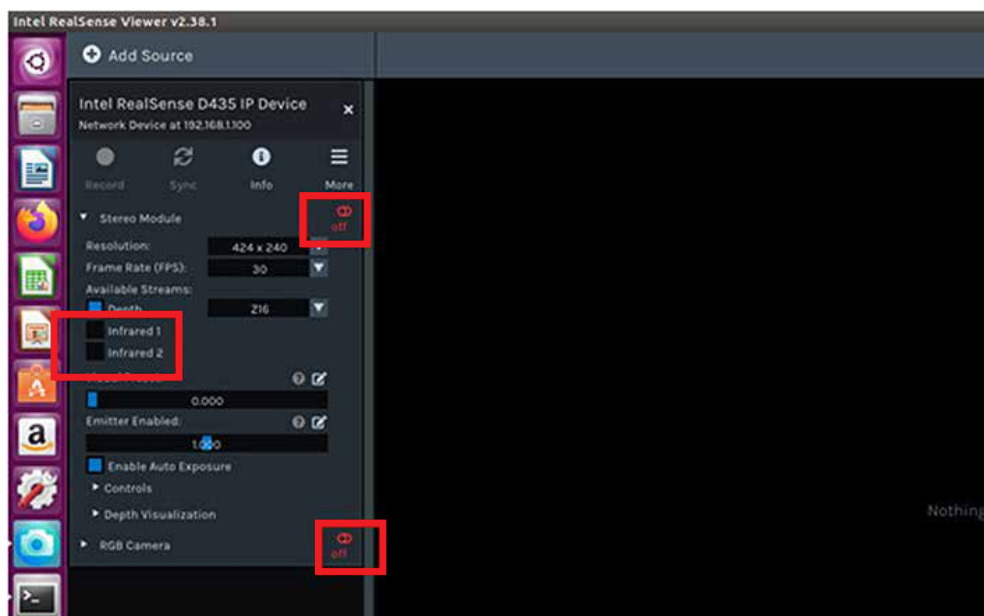 Intel RealSense Viewer v2.38.1
Add Source
Intel RealSense D435 IP Device
Network Device at 192.168.1.100
Record Sync Info More
Stereo Module off
Resolution: 424 x 240
Frame Rate (FPS): 30
Available Streams:
Depth Z16
Infrared 1
Infrared 2
0.000
Emitter Enabled:
1.000
Enable Auto Exposure
Controls
Depth Visualization
RGB Camera off
Nothing
a
>_